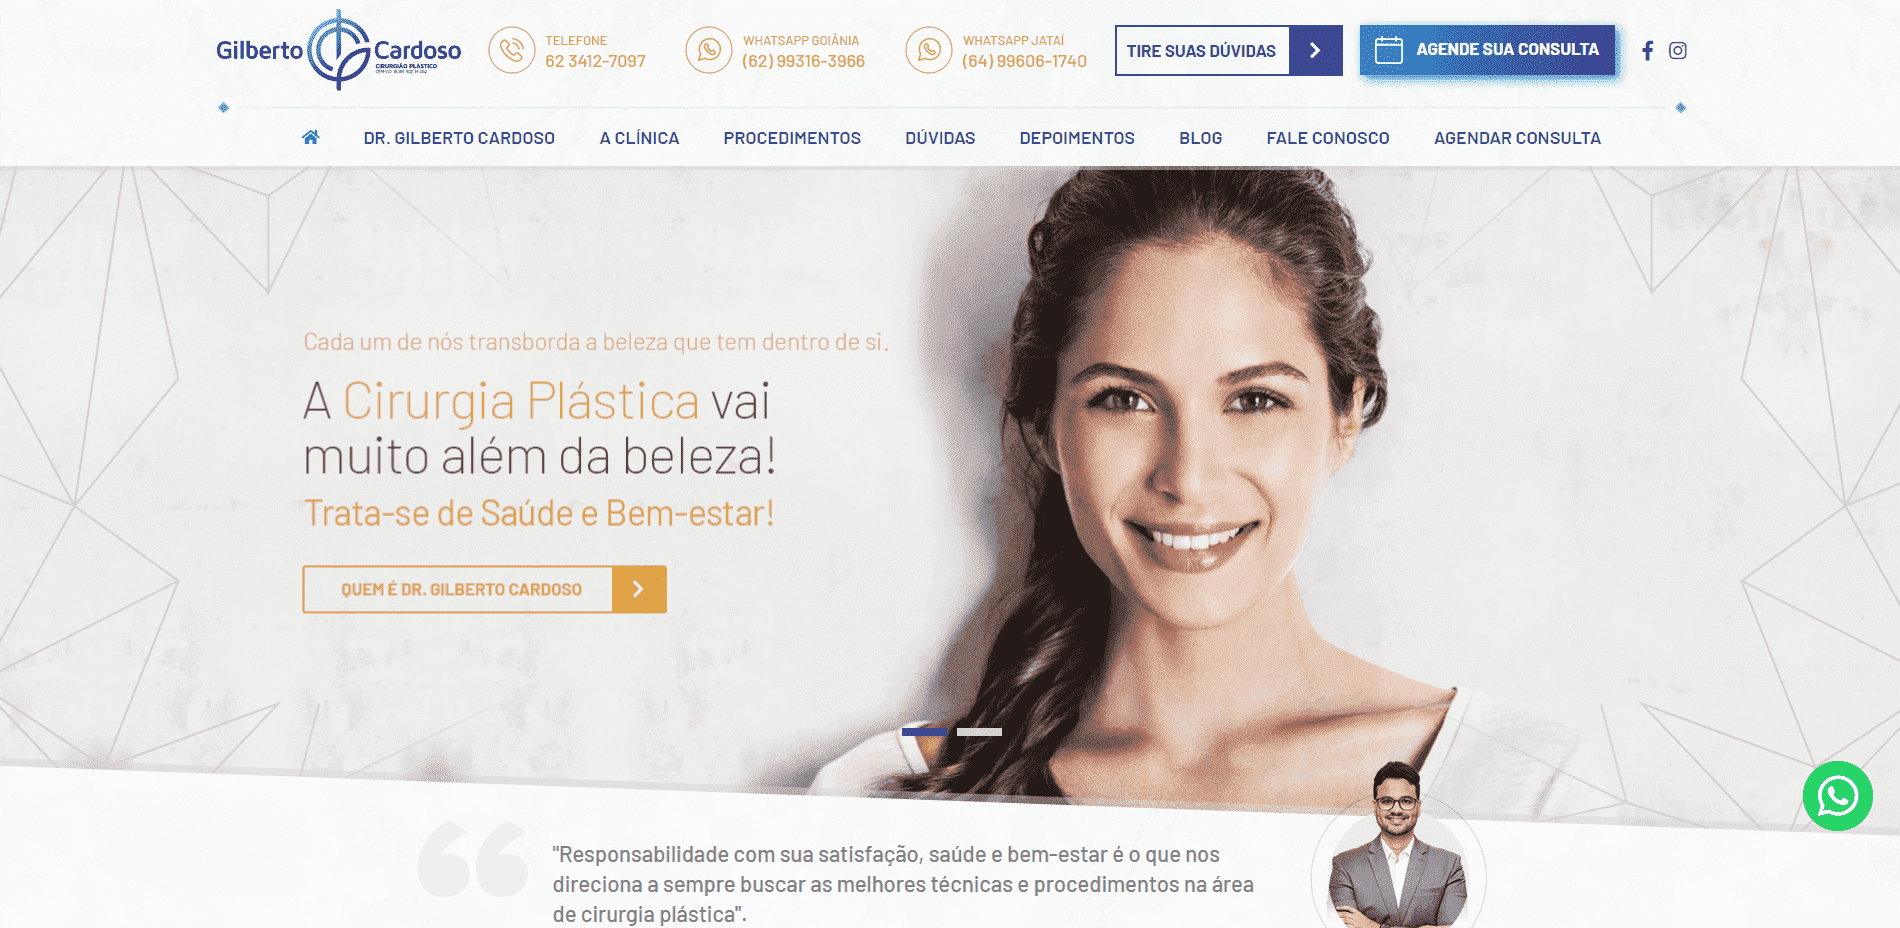 Gilberto Cardoso
CIRURGIÃO PLÁSTICO
TELEFONE
62 3412-7097
WHATSAPP GOIÂNIA
(62) 99316-3966
WHATSAPP JATAÍ
(64) 99606-1740
TIRE SUAS DÚVIDAS
AGENDE SUA CONSULTA
DR. GILBERTO CARDOSO
A CLÍNICA
PROCEDIMENTOS
DÚVIDAS
DEPOIMENTOS
BLOG
FALE CONOSCO
AGENDAR CONSULTA
Cada um de nós transborda a beleza que tem dentro de si.
A Cirurgia Plástica vai
muito além da beleza!
Trata-se de Saúde e Bem-estar!
QUEM É DR. GILBERTO CARDOSO
"Responsabilidade com sua satisfação, saúde e bem-estar é o que nos
direciona a sempre buscar as melhores técnicas e procedimentos na área
de cirurgia plástica".